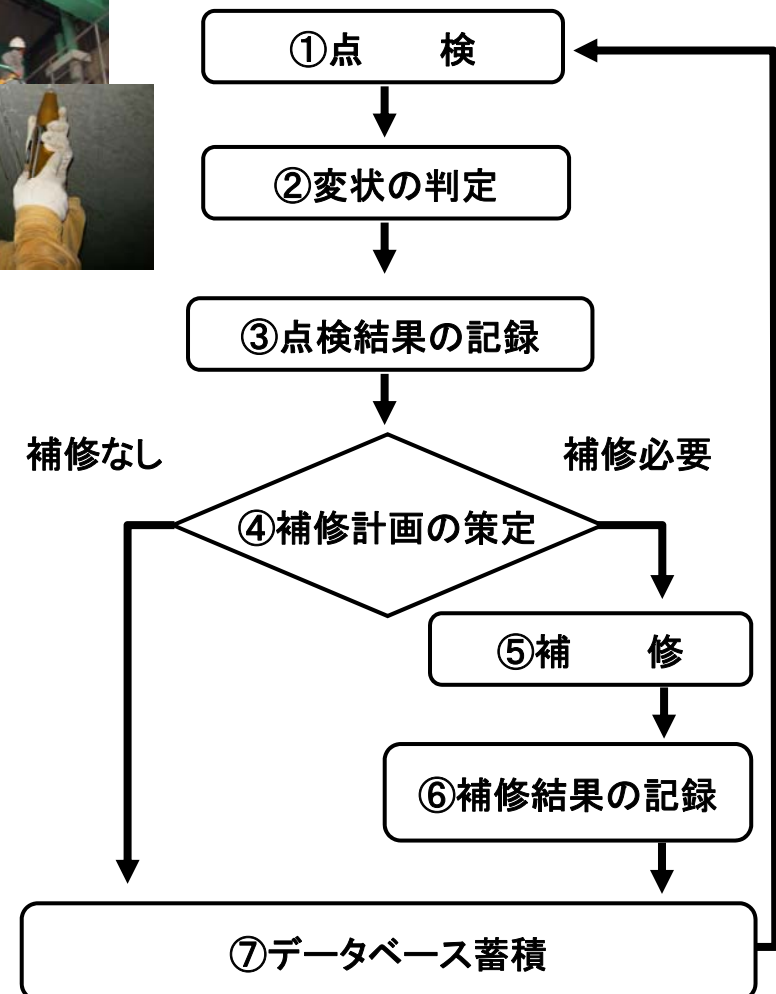 ①点　　検
②変状の判定
③点検結果の記録
補修なし
補修必要
④補修計画の策定
⑤補　　修
⑥補修結果の記録
⑦データベース蓄積